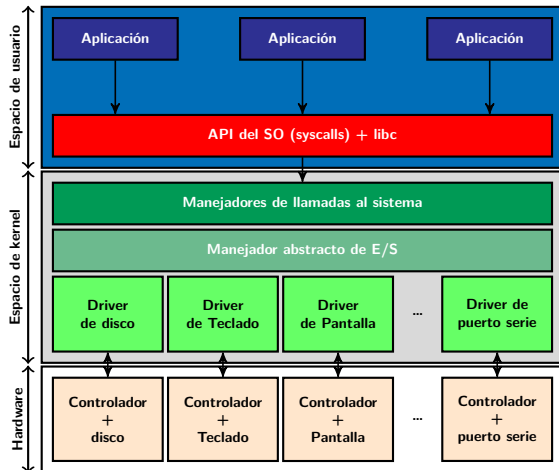 Espacio de usuario
Aplicación
Aplicación
Aplicación
API del SO (syscalls) + libc
Espacio de kernel
Manejadores de llamadas al sistema
Manejador abstracto de E/S
Driver
de disco
Driver
de Teclado
Driver
de Pantalla
...
Driver de
puerto serie
Hardware
Controlador
+
disco
Controlador
+
Teclado
Controlador
+
Pantalla
...
Controlador
+
puerto serie